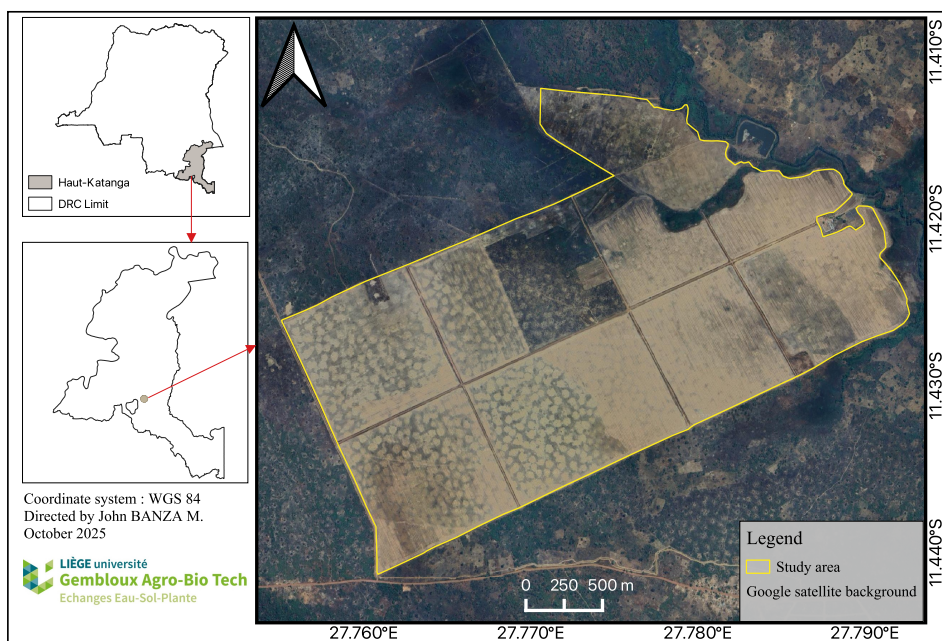 Haut-Katanga
DRC Limit
Coordinate system : WGS 84
Directed by John BANZA M.
October 2025
LIÈGE université
Gembloux Agro-Bio Tech
Echanges Eau-Sol-Plante
11.410°S
11.420°S
11.430°S
11.440°S
Legend
Study area
Google satellite background
0 250 500 m
27.760°E 27.770°E 27.780°E 27.790°E